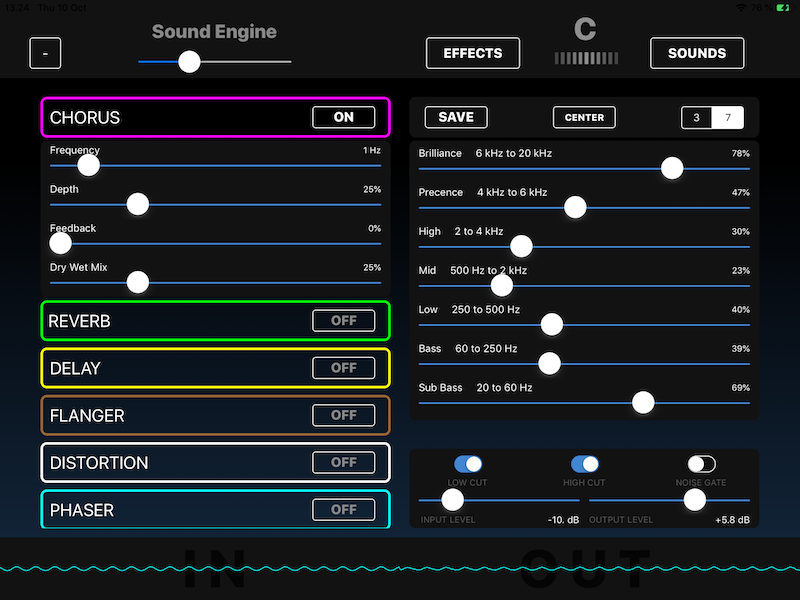 13.24 Thu 10 Oct 76 %
Sound Engine
C
-
EFFECTS
SOUNDS
CHORUS ON
Frequency 1 Hz
Depth 25%
Feedback 0%
Dry Wet Mix 25%
REVERB OFF
DELAY OFF
FLANGER OFF
DISTORTION OFF
PHASER OFF
SAVE CENTER 3 7
Brilliance 6 kHz to 20 kHz 78%
Precence 4 kHz to 6 kHz 47%
High 2 to 4 kHz 30%
Mid 500 Hz to 2 kHz 23%
Low 250 to 500 Hz 40%
Bass 60 to 250 Hz 39%
Sub Bass 20 to 60 Hz 69%
LOW CUT HIGH CUT NOISE GATE
INPUT LEVEL -10. dB OUTPUT LEVEL +5.8 dB
IN OUT